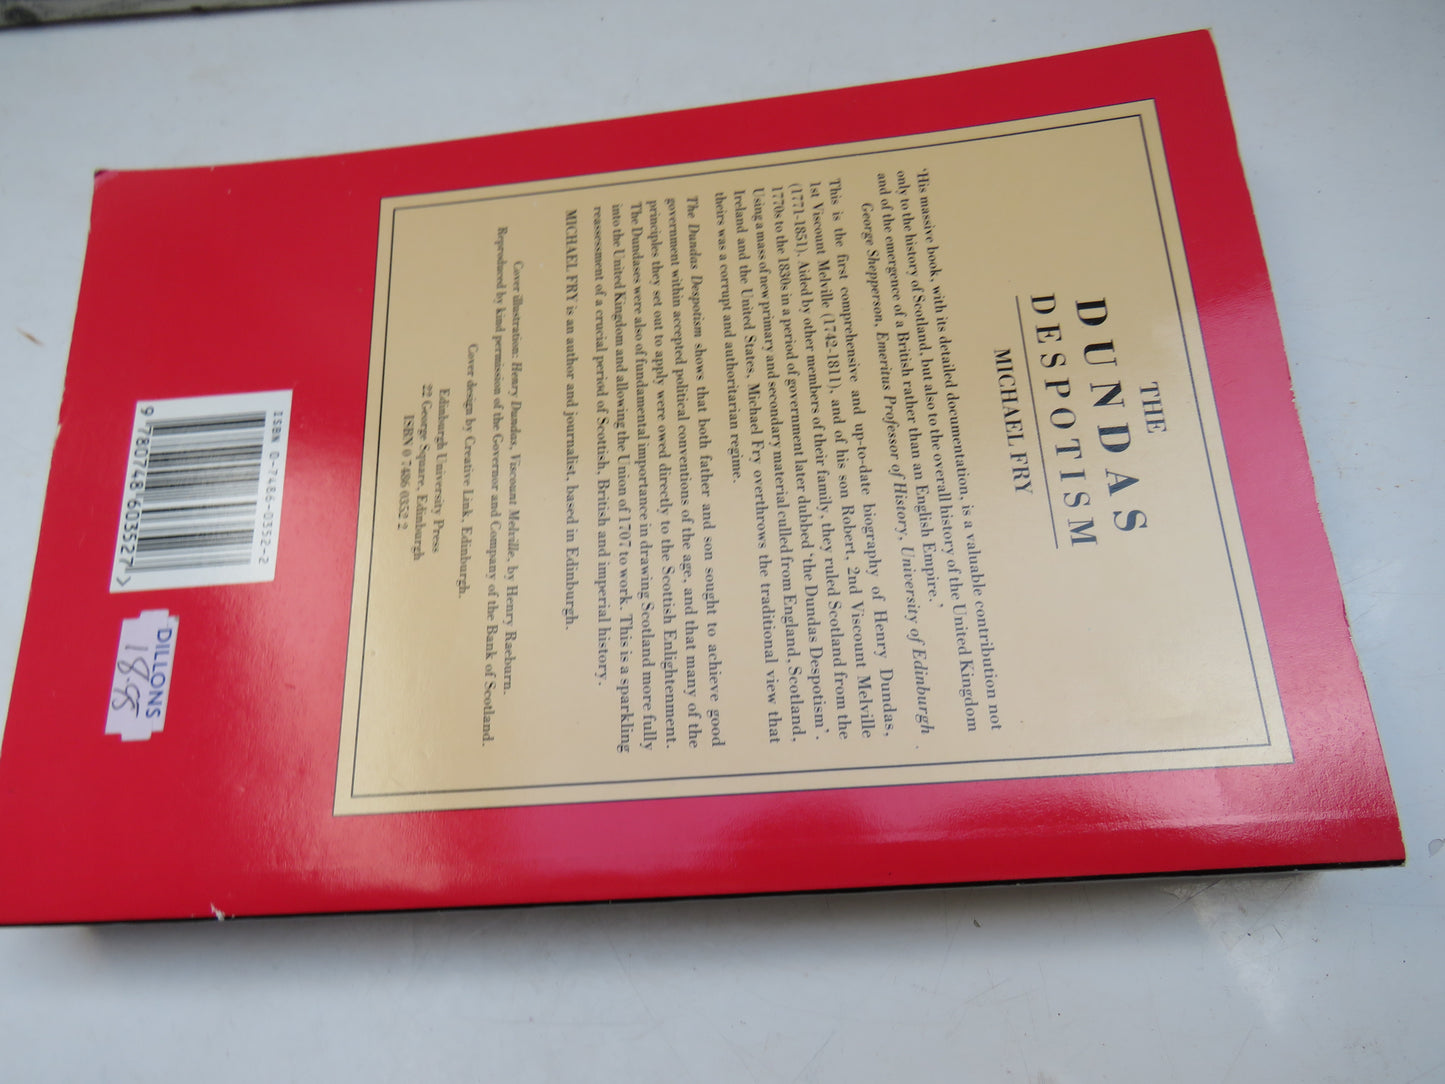 THE
DUNDAS
DESPOTISM
MICHAEL FRY
'His massive book, with its detailed documentation, is a valuable contribution not
only to the history of Scotland, but also to the overall history of the United Kingdom
and of the emergence of a British rather than an English Empire.'
George Shepperson, Emeritus Professor of History, University of Edinburgh.
This is the first comprehensive and up-to-date biography of Henry Dundas,
1st Viscount Melville (1742-1811), and of his son Robert, 2nd Viscount Melville
(1771-1851). Aided by other members of their family, they ruled Scotland from the
1770s to the 1830s in a period of government later dubbed 'the Dundas Despotism'.
Using a mass of new primary and secondary material culled from England, Scotland,
Ireland and the United States, Michael Fry overthrows the traditional view that
theirs was a corrupt and authoritarian regime.
The Dundas Despotism shows that both father and son sought to achieve good
government within accepted political conventions of the age, and that many of the
principles they set out to apply were owed directly to the Scottish Enlightenment.
The Dundases were also of fundamental importance in drawing Scotland more fully
into the United Kingdom and allowing the Union of 1707 to work. This is a sparkling
reassessment of a crucial period of Scottish, British and imperial history.
MICHAEL FRY is an author and journalist, based in Edinburgh.
Cover illustration: Henry Dundas, Viscount Melville, by Henry Raeburn.
Reproduced by kind permission of the Governor and Company of the Bank of Scotland.
Cover design by Creative Link, Edinburgh.
Edinburgh University Press
22 George Square, Edinburgh
ISBN 0 7486 0352 2
ISBN 0-7486-0352-2
9 780748 603527 >
DILLONS
18.95